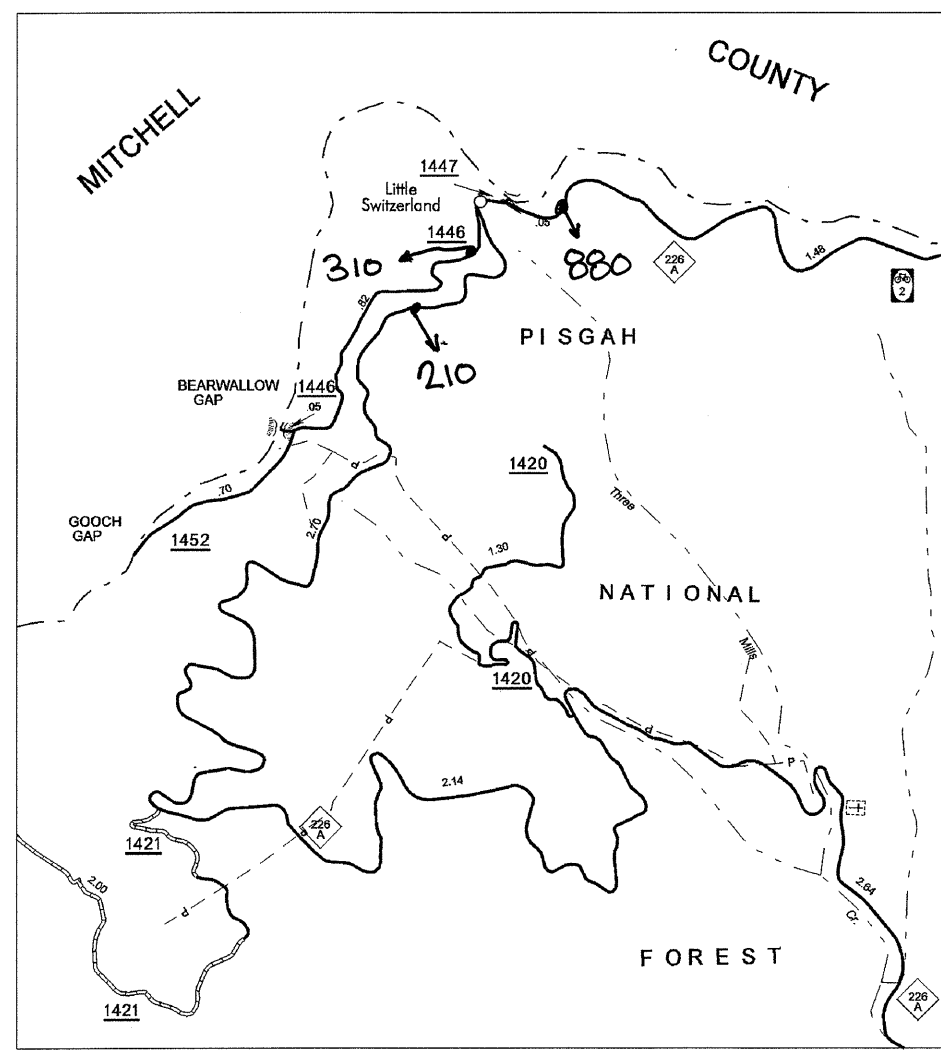 COUNTY
MITCHELL
1447
Little
Switzerland
.05
1446
310
880
226
A
1.48
2
.82
PISGAH
210
BEARWALLOW
GAP
1446
.05
P
1420
.70
Three
GOOCH
GAP
2.70
1452
P
1.30
NATIONAL
Mills
P
1420
P
P
P
2.14
226
A
P
1421
2.00
P
2.64
Cr.
FOREST
226
A
1421